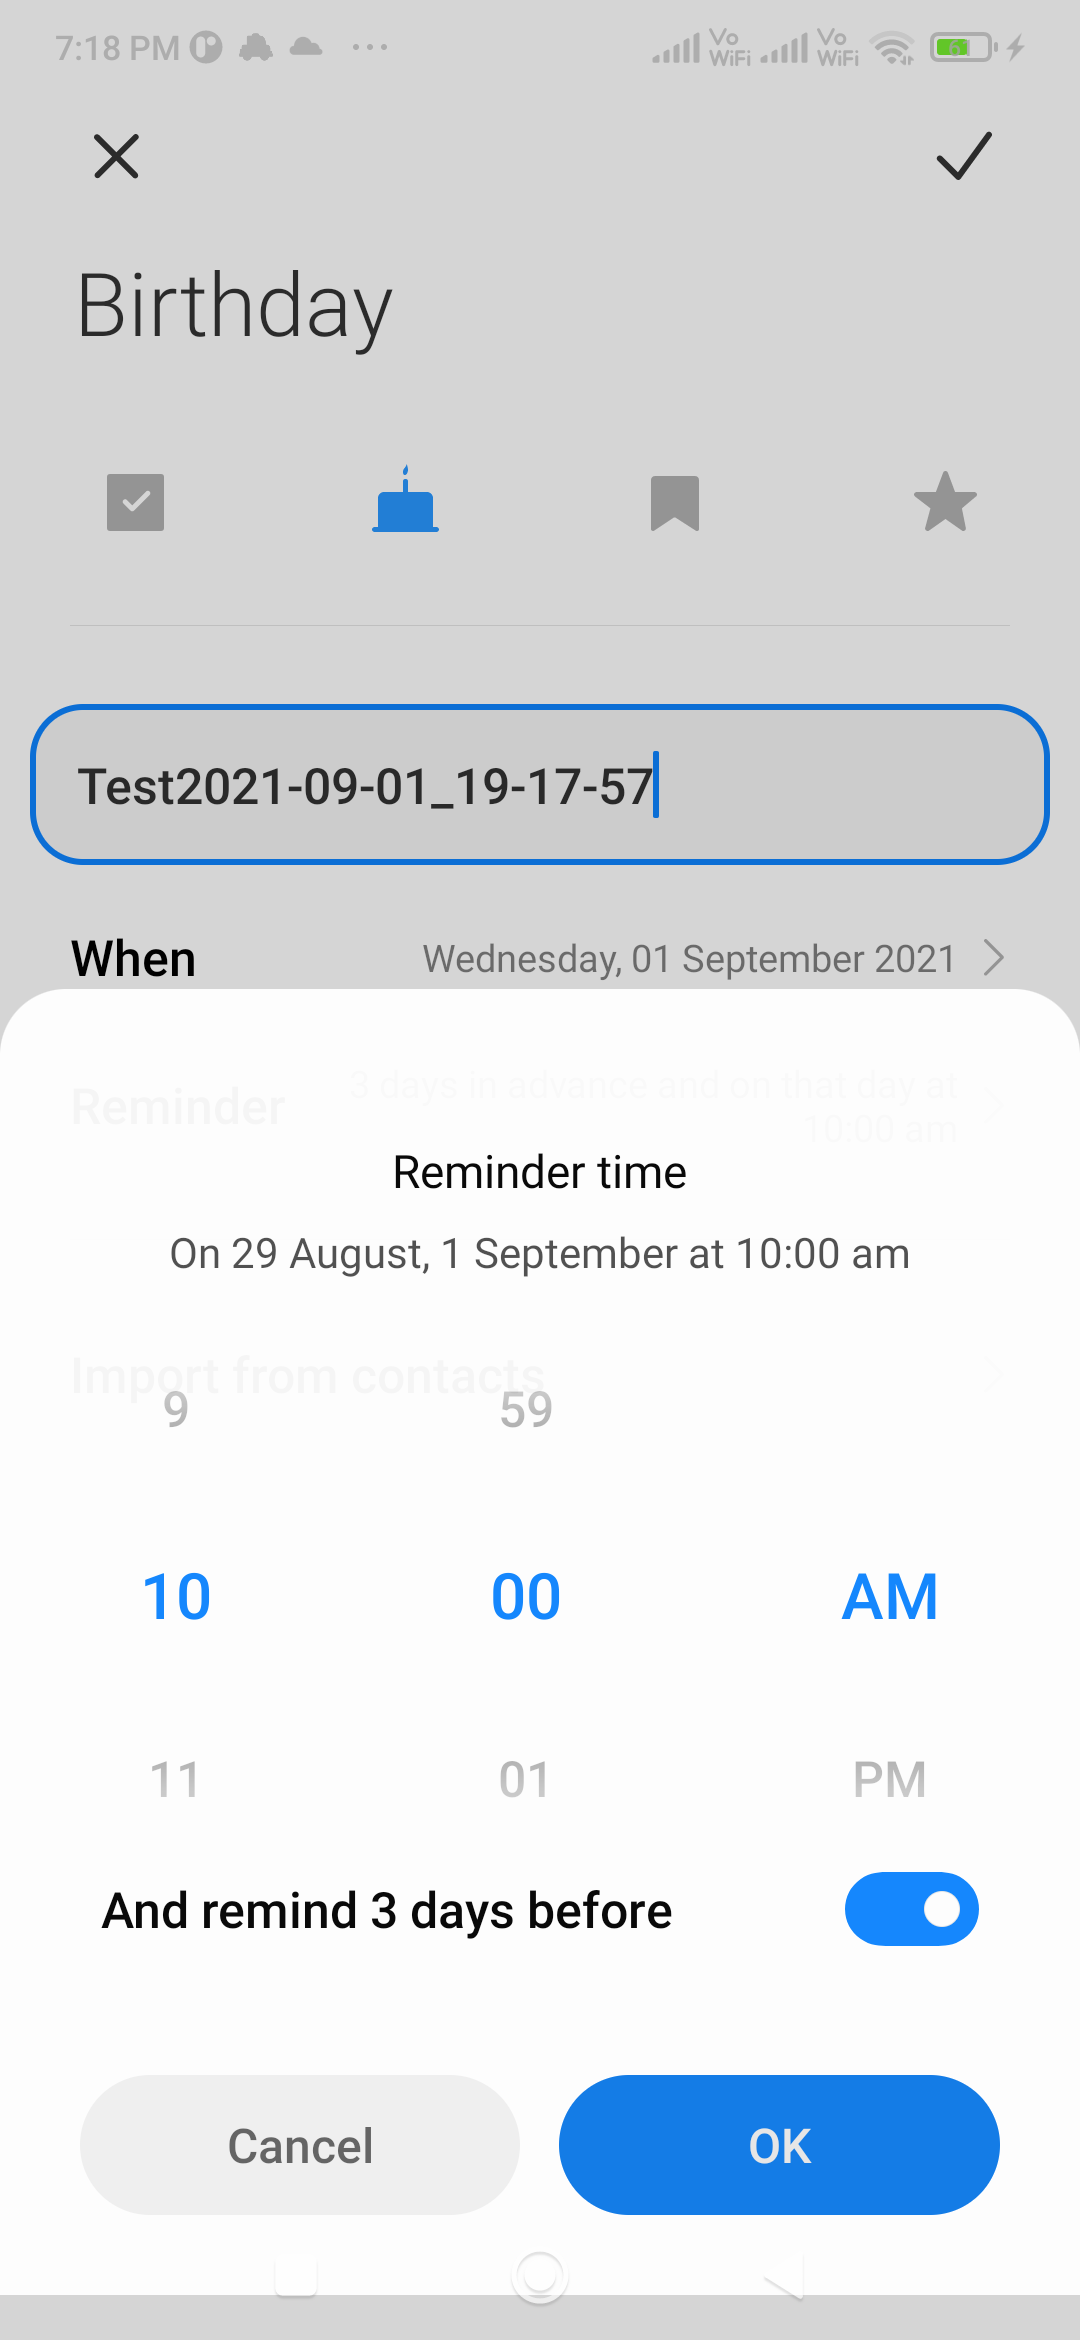 7:18 PM
Vo WiFi
Vo WiFi
61
Birthday
Test2021-09-01_19-17-57
When
Wednesday, 01 September 2021
Reminder
3 days in advance and on that day at
10:00 am
Reminder time
On 29 August, 1 September at 10:00 am
Import from contacts
9 59
10 00 AM
11 01 PM
And remind 3 days before
Cancel
OK